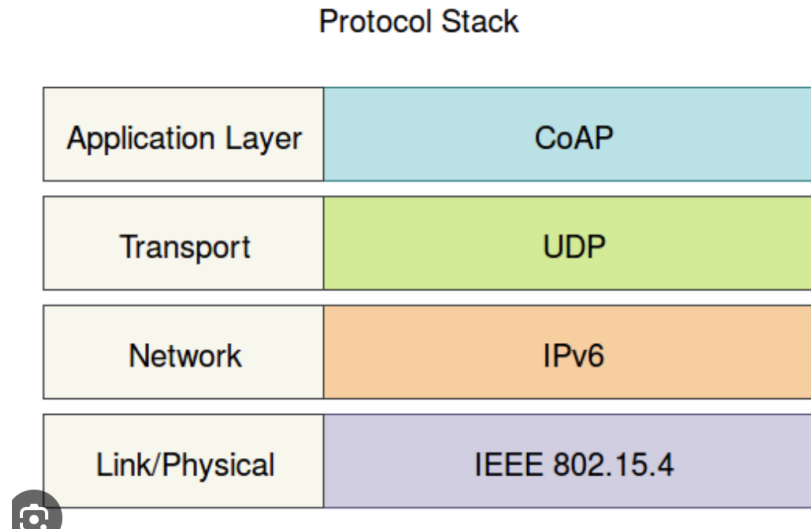 Protocol Stack
Application Layer
CoAP
Transport
UDP
Network
IPv6
Link/Physical
IEEE 802.15.4